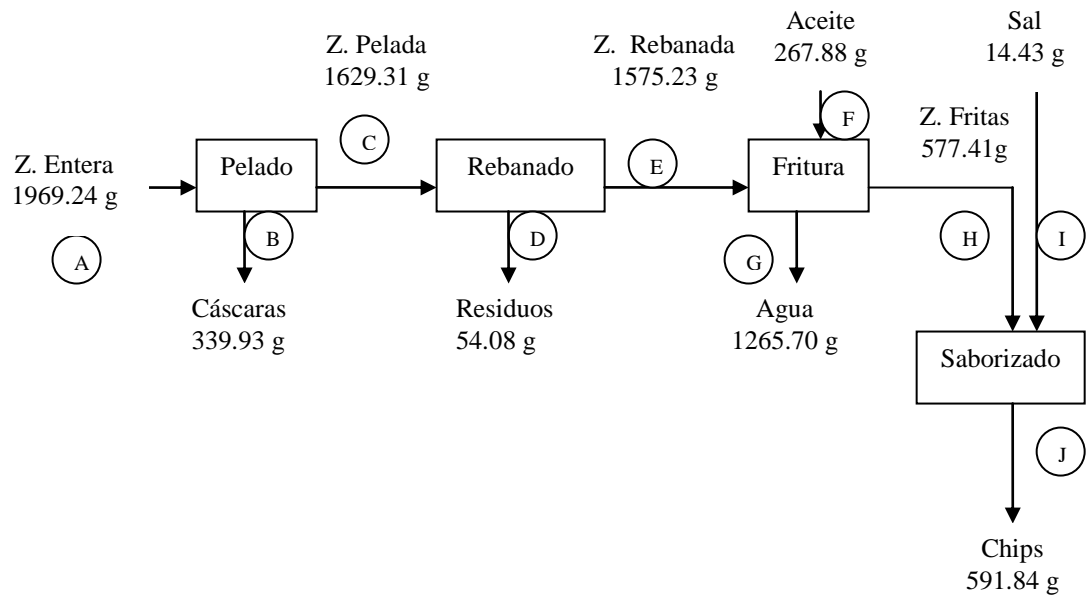 Aceite
267.88 g
Sal
14.43 g
Z. Pelada
1629.31 g
Z. Rebanada
1575.23 g
Z. Fritas
577.41g
Z. Entera
1969.24 g
A
Pelado
B
C
Rebanado
D
E
Fritura
F
G
H
I
Cáscaras
339.93 g
Residuos
54.08 g
Agua
1265.70 g
Saborizado
J
Chips
591.84 g